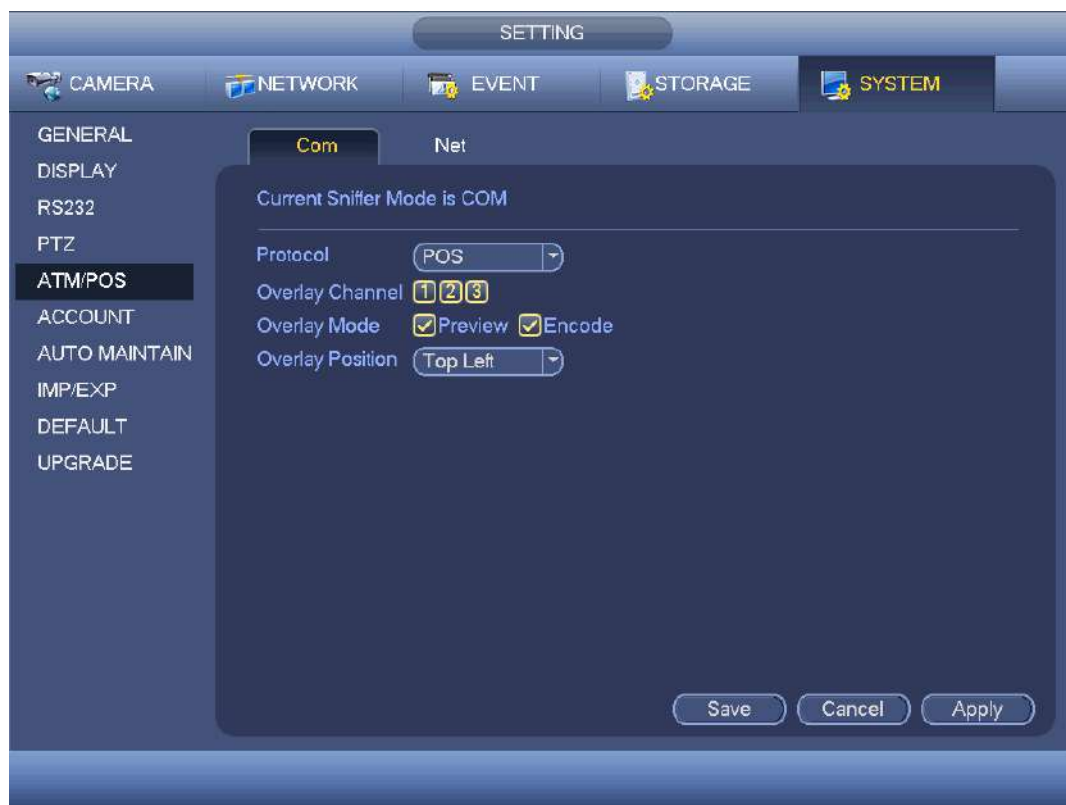 SETTING
CAMERA NETWORK EVENT STORAGE SYSTEM
GENERAL
DISPLAY
RS232
PTZ
ATM/POS
ACCOUNT
AUTO MAINTAIN
IMP/EXP
DEFAULT
UPGRADE
Com Net
Current Sniffer Mode is COM
Protocol POS
Overlay Channel 1 2 3
Overlay Mode Preview Encode
Overlay Position Top Left
Save Cancel Apply